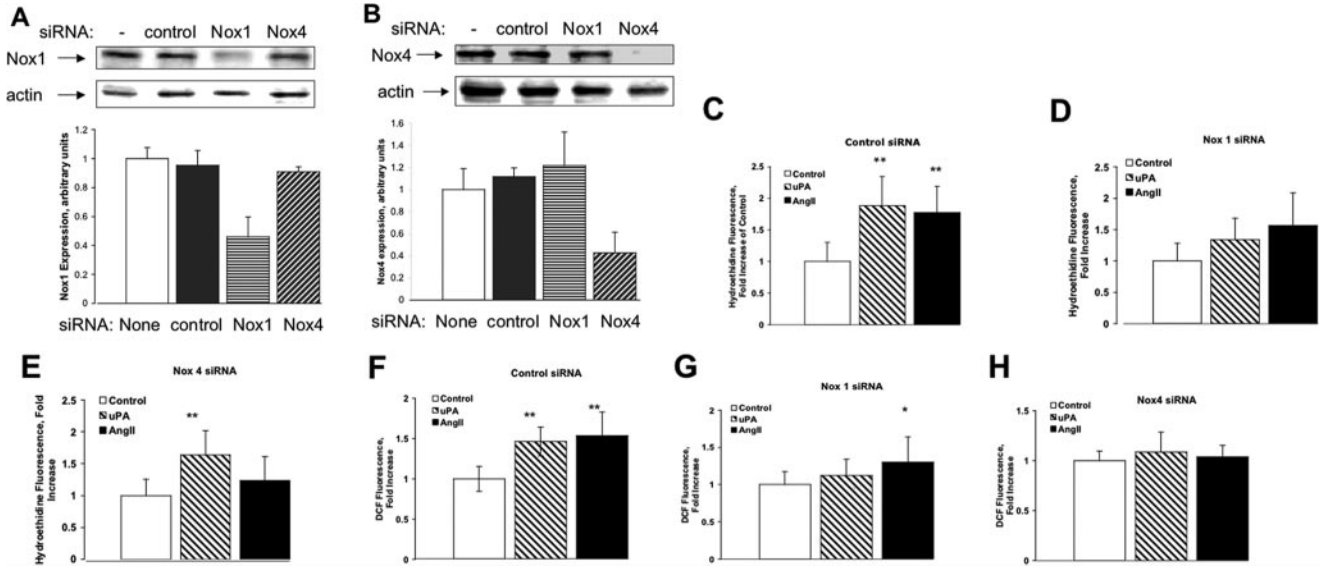 A
siRNA: - control Nox1 Nox4
Nox1
actin
Nox1 Expression, arbitrary units
1.2
1
0.8
0.6
0.4
0.2
0
siRNA: None control Nox1 Nox4
B
siRNA: - control Nox1 Nox4
Nox4
actin
Nox4 expression, arbitrary units
1.6
1.4
1.2
1.0
0.8
0.6
0.4
0.2
0
siRNA: None control Nox1 Nox4
C
Control siRNA
Hydroethidine Fluorescence,
Fold Increase of Control
2.5
2
1.5
1
0.5
0
Control
uPA
AngII
**
**
D
Nox 1 siRNA
Hydroethidine Fluorescence,
Fold Increase
2.5
2
1.5
1
0.5
0
Control
uPA
AngII
E
Nox 4 siRNA
Hydroethidine Fluorescence, Fold
Increase
2.5
2
1.5
1
0.5
0
Control
uPA
AngII
**
F
Control siRNA
DCF Fluorescence,
Fold Increase
2
1.5
1
0.5
0
Control
uPA
AngII
**
**
G
Nox 1 siRNA
DCF Fluorescence,
Fold Increase
2
1.5
1
0.5
0
Control
uPA
AngII
*
H
Nox4 siRNA
DCF Fluorescence,
Fold Increase
1.5
1
0.5
0
Control
uPA
AngII